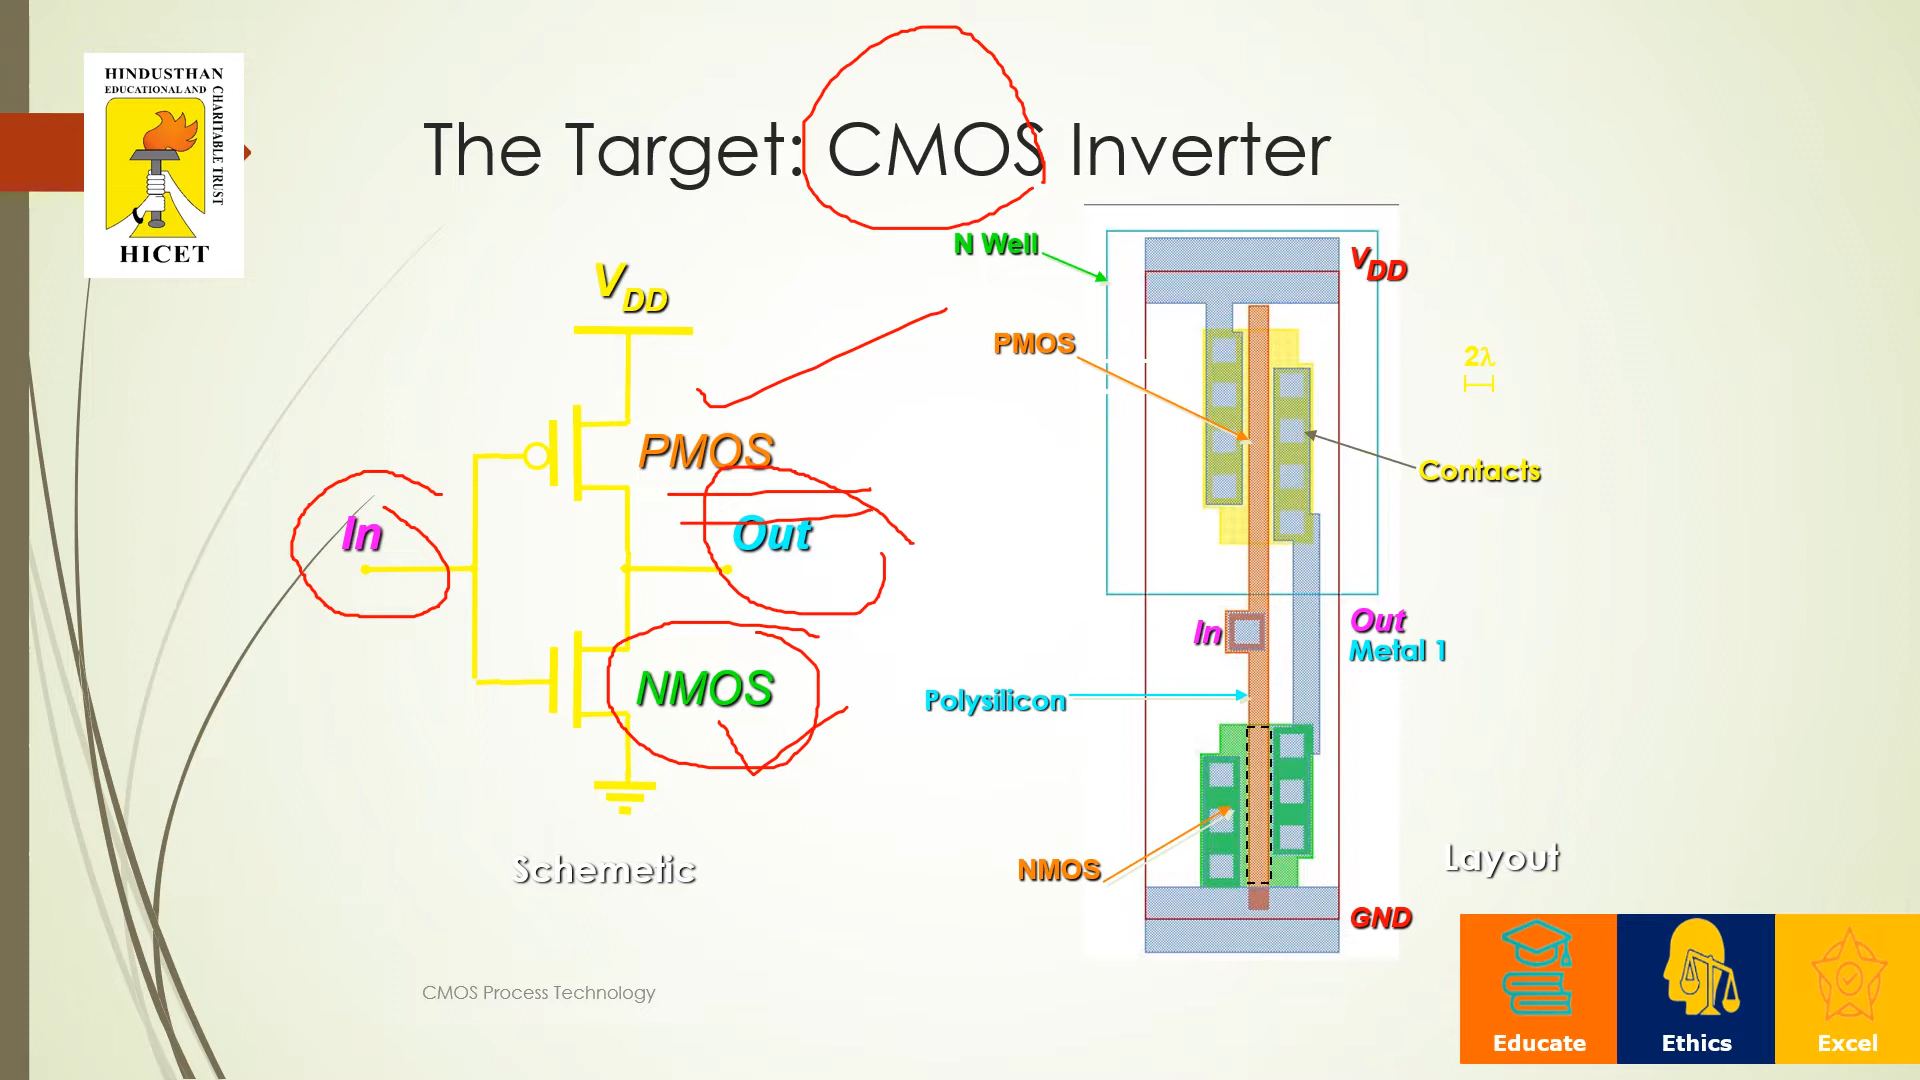 HINDUSTHAN
EDUCATIONAL AND
CHARITABLE TRUST
HICET
The Target: CMOS Inverter
VDD
PMOS
In
Out
NMOS
Schemetic
N Well
VDD
PMOS
2λ
Contacts
In
Out
Metal 1
Polysilicon
NMOS
Layout
GND
CMOS Process Technology
Educate
Ethics
Excel